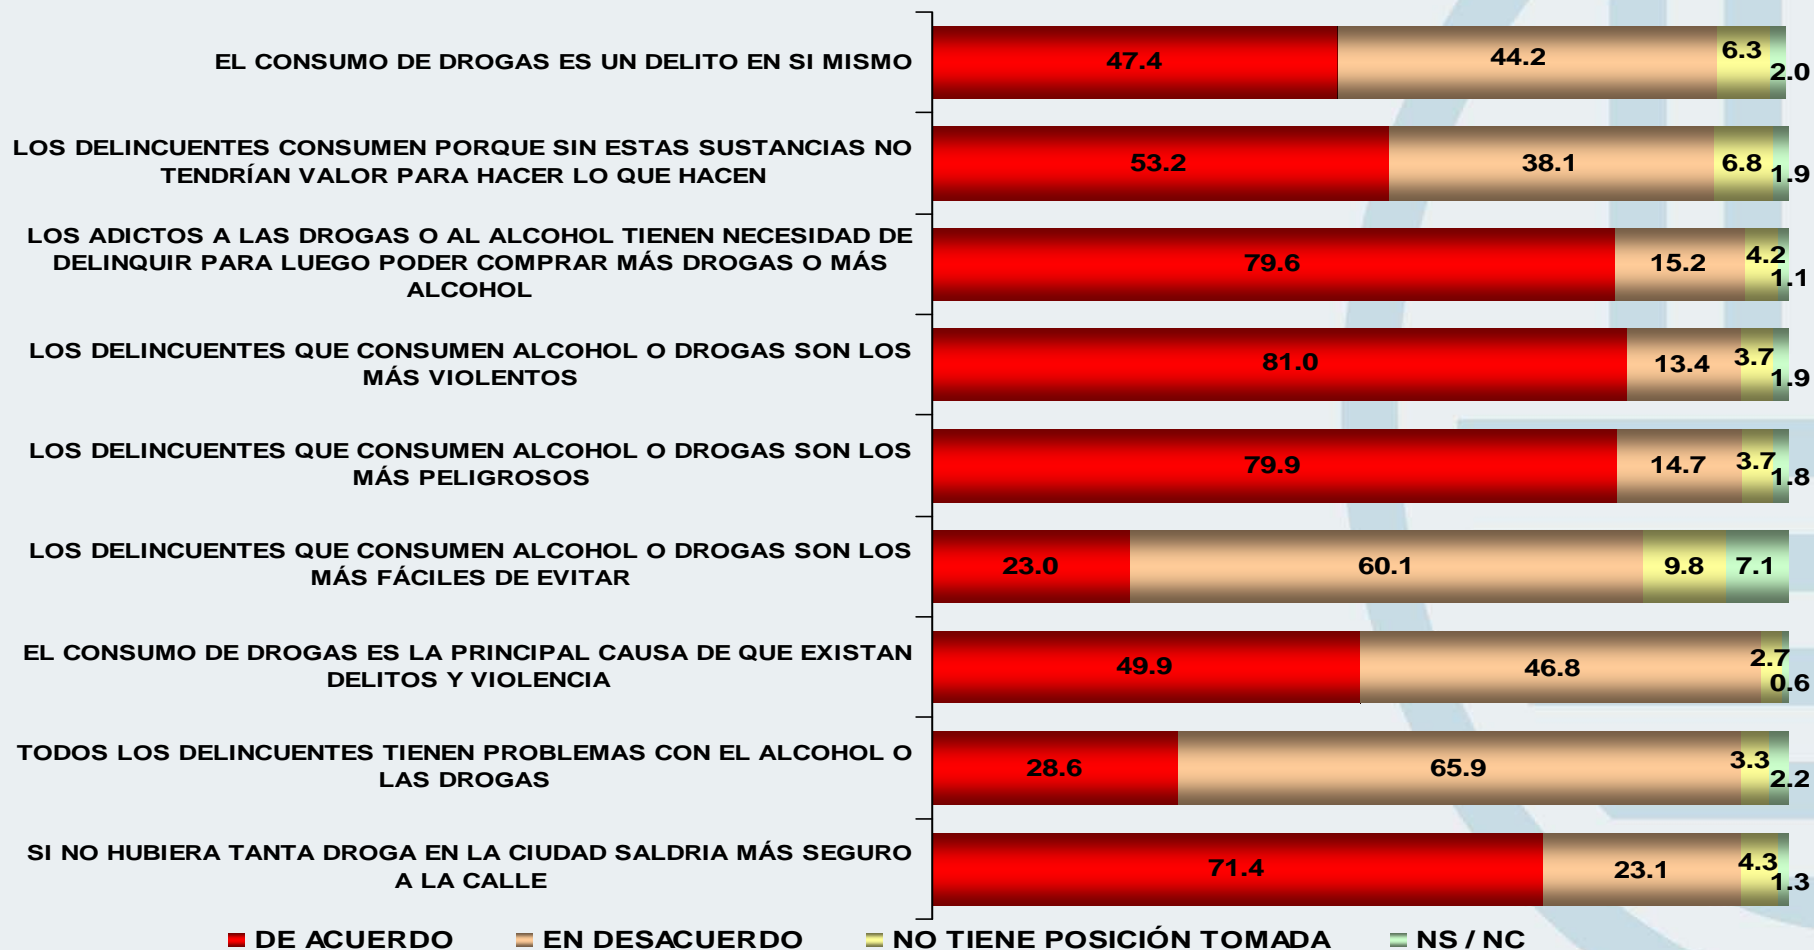 EL CONSUMO DE DROGAS ES UN DELITO EN SI MISMO
47.4
44.2
6.3
2.0
LOS DELINCUENTES CONSUMEN PORQUE SIN ESTAS SUSTANCIAS NO
TENDRÍAN VALOR PARA HACER LO QUE HACEN
53.2
38.1
6.8
1.9
LOS ADICTOS A LAS DROGAS O AL ALCOHOL TIENEN NECESIDAD DE
DELINQUIR PARA LUEGO PODER COMPRAR MÁS DROGAS O MÁS
ALCOHOL
79.6
15.2
4.2
1.1
LOS DELINCUENTES QUE CONSUMEN ALCOHOL O DROGAS SON LOS
MÁS VIOLENTOS
81.0
13.4
3.7
1.9
LOS DELINCUENTES QUE CONSUMEN ALCOHOL O DROGAS SON LOS
MÁS PELIGROSOS
79.9
14.7
3.7
1.8
LOS DELINCUENTES QUE CONSUMEN ALCOHOL O DROGAS SON LOS
MÁS FÁCILES DE EVITAR
23.0
60.1
9.8
7.1
EL CONSUMO DE DROGAS ES LA PRINCIPAL CAUSA DE QUE EXISTAN
DELITOS Y VIOLENCIA
49.9
46.8
2.7
0.6
TODOS LOS DELINCUENTES TIENEN PROBLEMAS CON EL ALCOHOL O
LAS DROGAS
28.6
65.9
3.3
2.2
SI NO HUBIERA TANTA DROGA EN LA CIUDAD SALDRIA MÁS SEGURO
A LA CALLE
71.4
23.1
4.3
1.3
DE ACUERDO EN DESACUERDO NO TIENE POSICIÓN TOMADA NS / NC